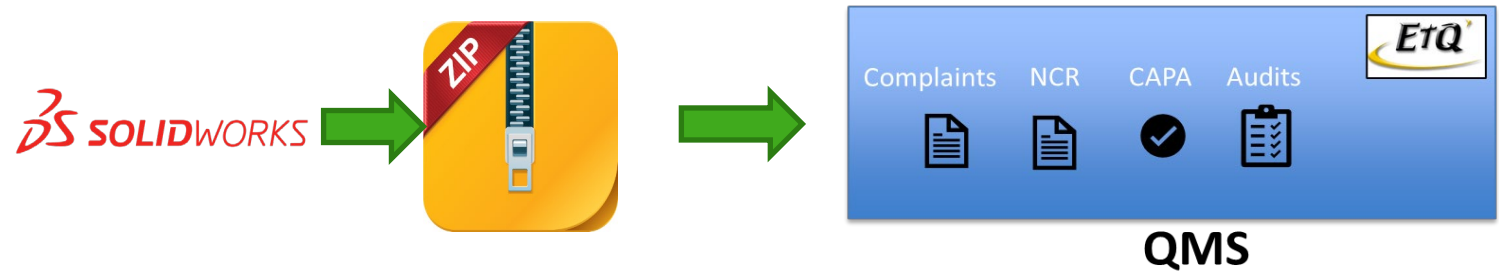 SOLIDWORKS
ZIP
Complaints NCR CAPA Audits
ETQ
QMS